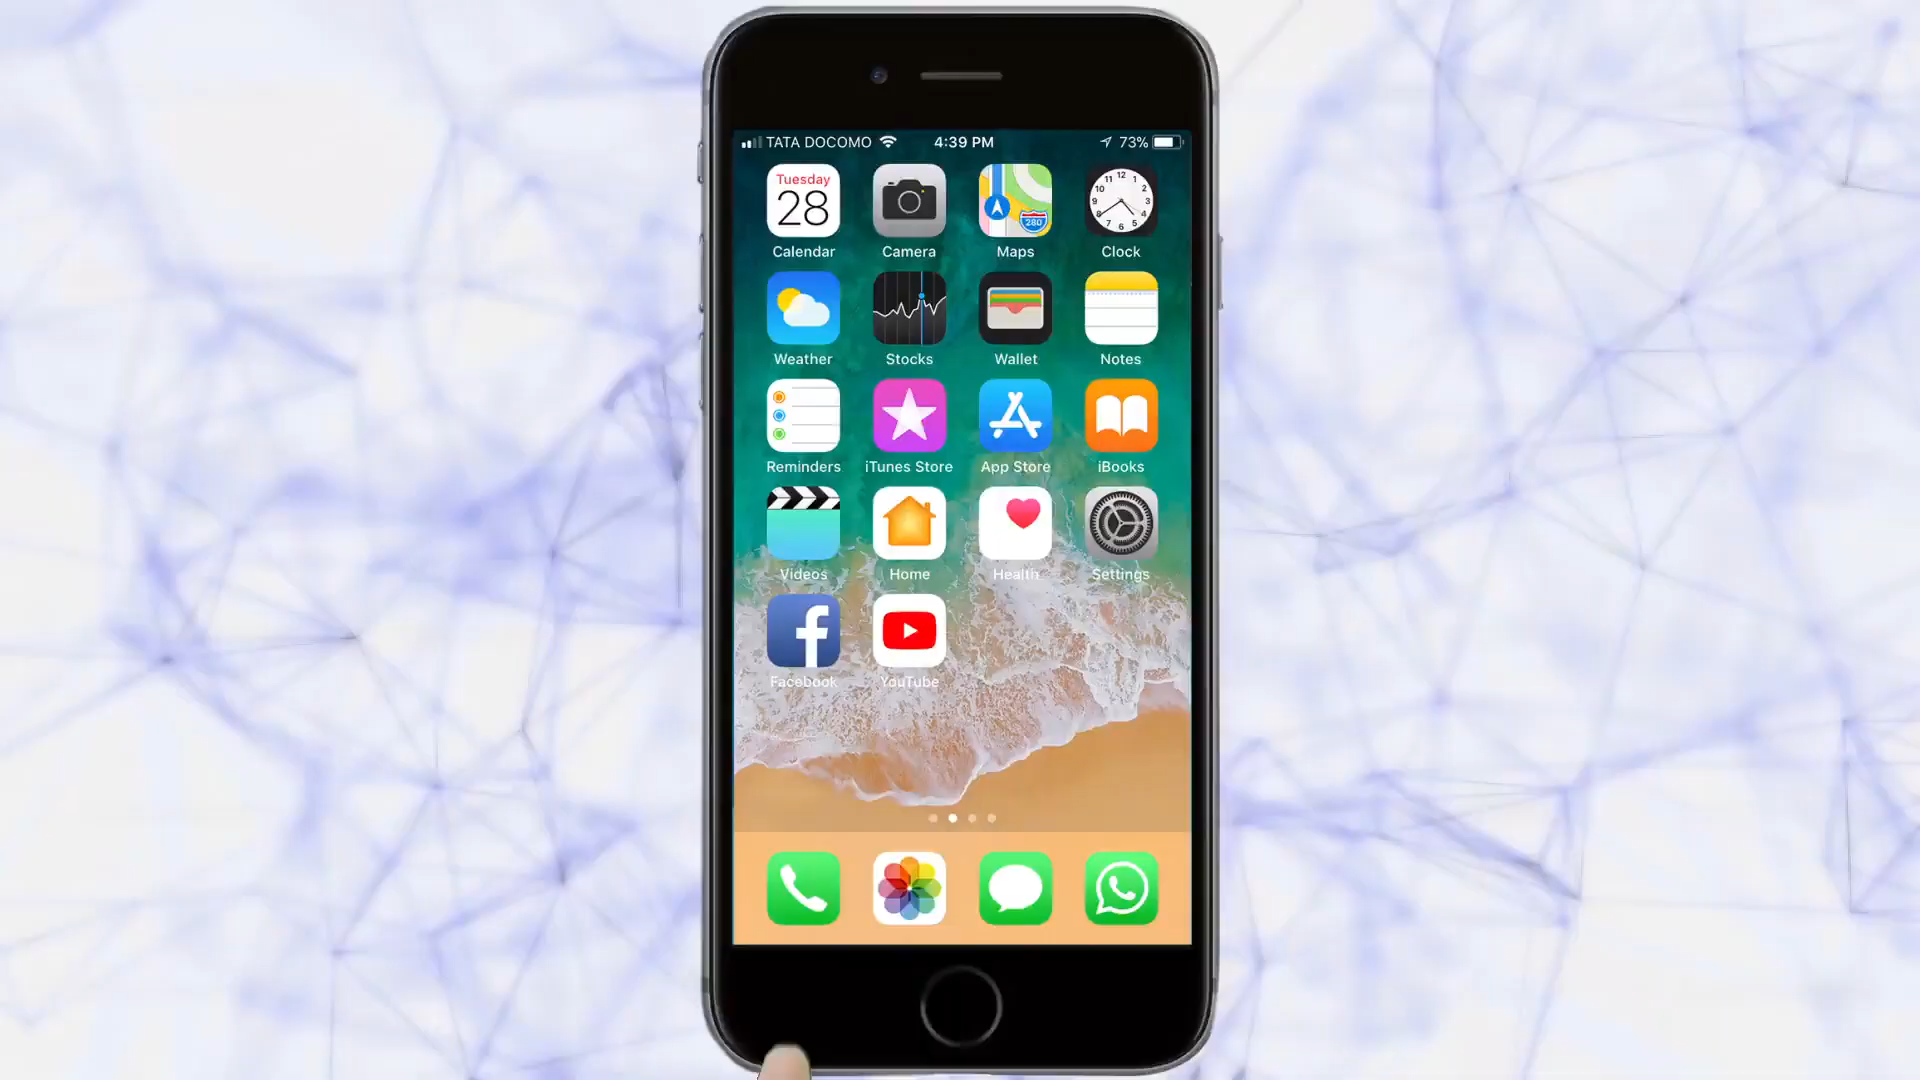 TATA DOCOMO 4:39 PM 73%
Tuesday
28
280
Calendar Camera Maps Clock
Weather Stocks Wallet Notes
Reminders iTunes Store App Store iBooks
Videos Home Health Settings
Facebook YouTube